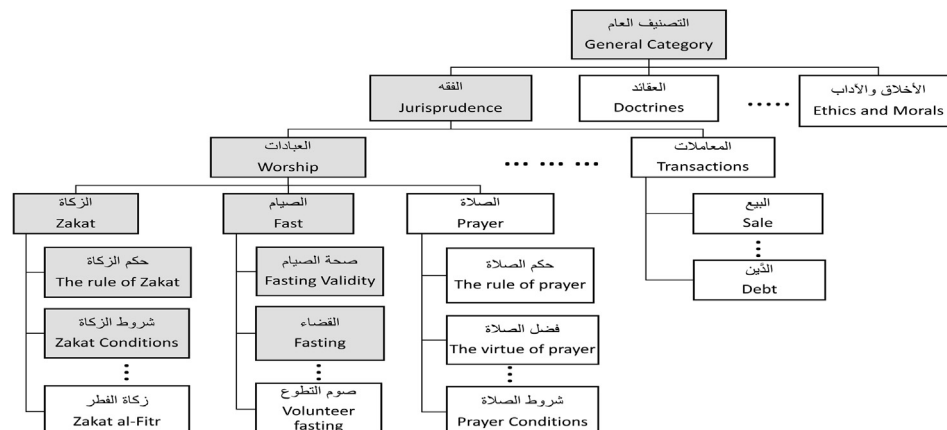 التصنيف العام
General Category
الفقه
Jurisprudence
العقائد
Doctrines
الأخلاق والآداب
Ethics and Morals
العبادات
Worship
المعاملات
Transactions
الزكاة
Zakat
الصيام
Fast
الصلاة
Prayer
البيع
Sale
الدَّين
Debt
حكم الزكاة
The rule of Zakat
صحة الصيام
Fasting Validity
حكم الصلاة
The rule of prayer
شروط الزكاة
Zakat Conditions
القضاء
Fasting
فضل الصلاة
The virtue of prayer
زكاة الفطر
Zakat al-Fitr
صوم التطوع
Volunteer
fasting
شروط الصلاة
Prayer Conditions